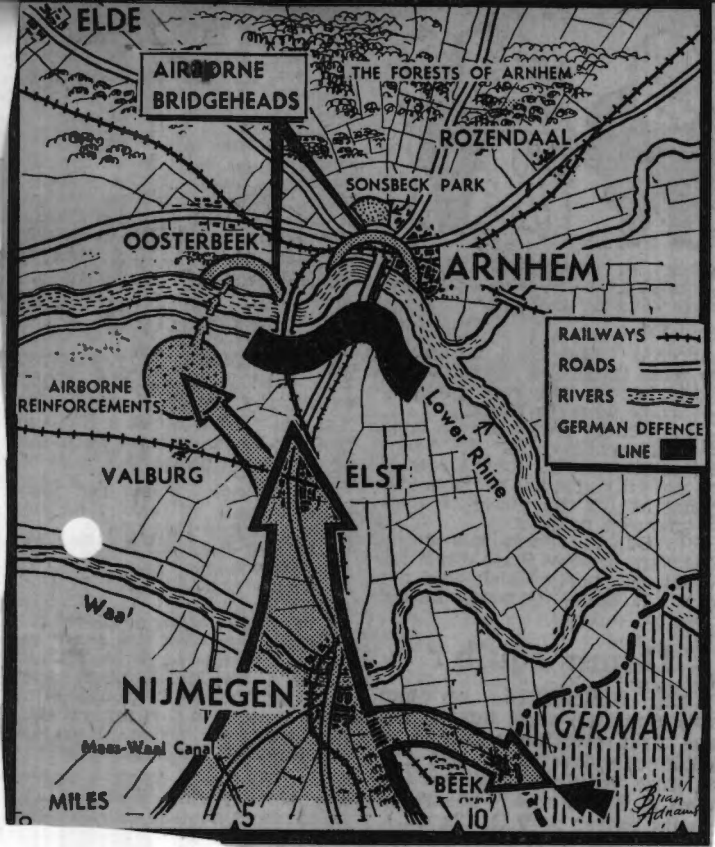 ELDE
AIRBORNE
BRIDGEHEADS
THE FORESTS OF ARNHEM
ROZENDAAL
SONSBECK PARK
OOSTERBEEK
ARNHEM
RAILWAYS
ROADS
RIVERS
GERMAN DEFENCE
LINE
AIRBORNE
REINFORCEMENTS
Lower Rhine
VALBURG
ELST
Waal
NIJMEGEN
GERMANY
Maas-Waal Canal
BEEK
MILES
0 5 10
Brian
Adnams